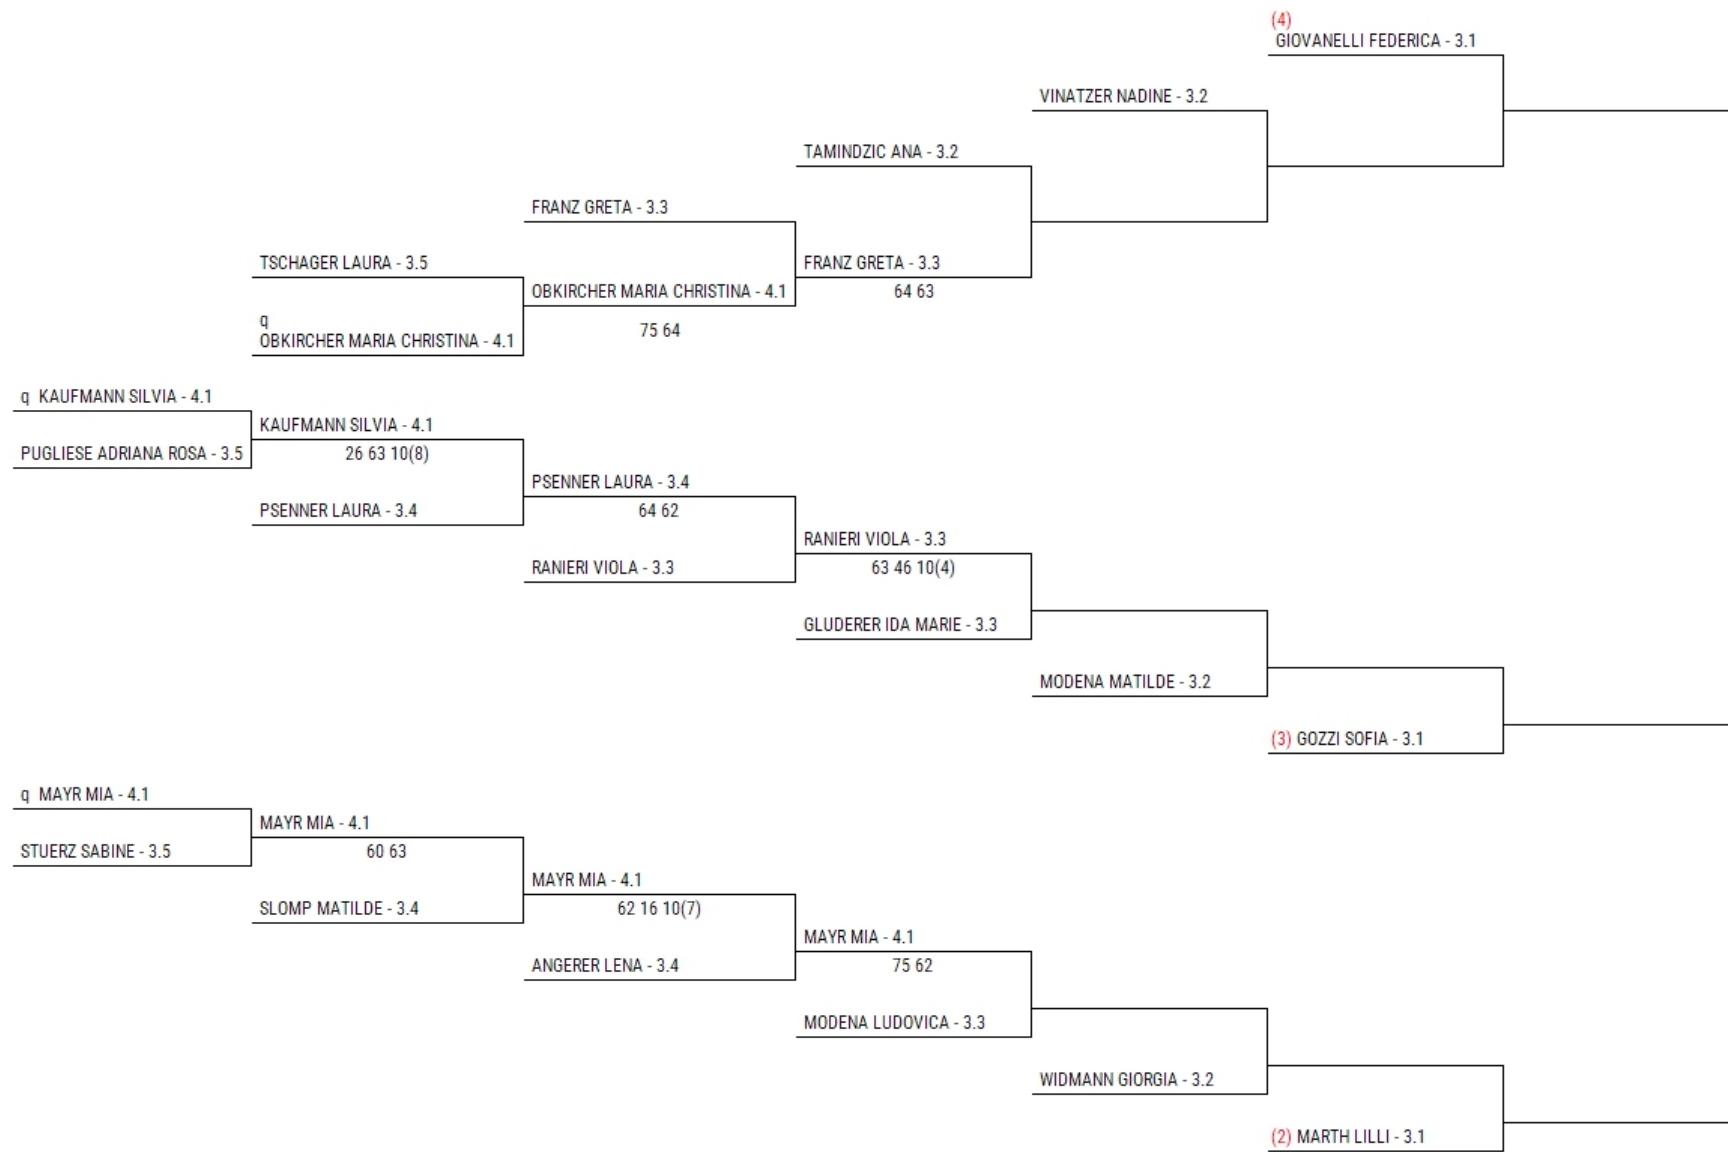 (4)
GIOVANELLI FEDERICA - 3.1
VINATZER NADINE - 3.2
TAMINDZIC ANA - 3.2
FRANZ GRETA - 3.3
TSCHAGER LAURA - 3.5
FRANZ GRETA - 3.3
OBKIRCHER MARIA CHRISTINA - 4.1
64 63
q
OBKIRCHER MARIA CHRISTINA - 4.1
75 64
q KAUFMANN SILVIA - 4.1
KAUFMANN SILVIA - 4.1
PUGLIESE ADRIANA ROSA - 3.5
26 63 10(8)
PSENNER LAURA - 3.4
PSENNER LAURA - 3.4
64 62
RANIERI VIOLA - 3.3
RANIERI VIOLA - 3.3
63 46 10(4)
GLUDERER IDA MARIE - 3.3
MODENA MATILDE - 3.2
(3) GOZZI SOFIA - 3.1
q MAYR MIA - 4.1
MAYR MIA - 4.1
STUERZ SABINE - 3.5
60 63
MAYR MIA - 4.1
SLOMP MATILDE - 3.4
62 16 10(7)
MAYR MIA - 4.1
ANGERER LENA - 3.4
75 62
MODENA LUDOVICA - 3.3
WIDMANN GIORGIA - 3.2
(2) MARTH LILLI - 3.1